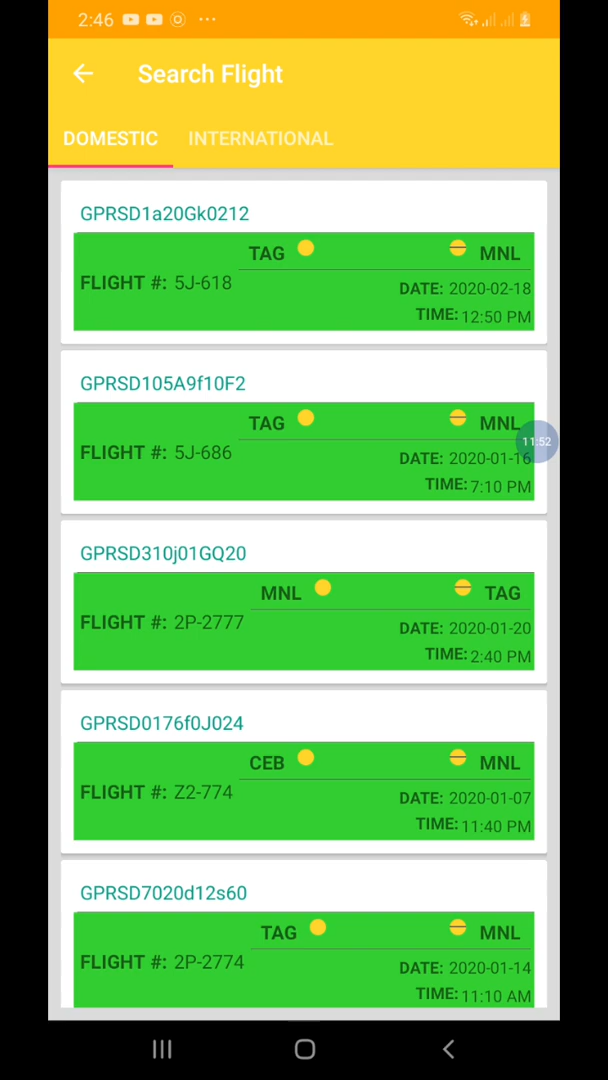 2:46
Search Flight
DOMESTIC INTERNATIONAL
GPRSD1a20Gk0212
TAG MNL
FLIGHT #: 5J-618
DATE: 2020-02-18
TIME: 12:50 PM
GPRSD105A9f10F2
TAG MNL
11:52
FLIGHT #: 5J-686
DATE: 2020-01-16
TIME: 7:10 PM
GPRSD310j01GQ20
MNL TAG
FLIGHT #: 2P-2777
DATE: 2020-01-20
TIME: 2:40 PM
GPRSD0176f0J024
CEB MNL
FLIGHT #: Z2-774
DATE: 2020-01-07
TIME: 11:40 PM
GPRSD7020d12s60
TAG MNL
FLIGHT #: 2P-2774
DATE: 2020-01-14
TIME: 11:10 AM